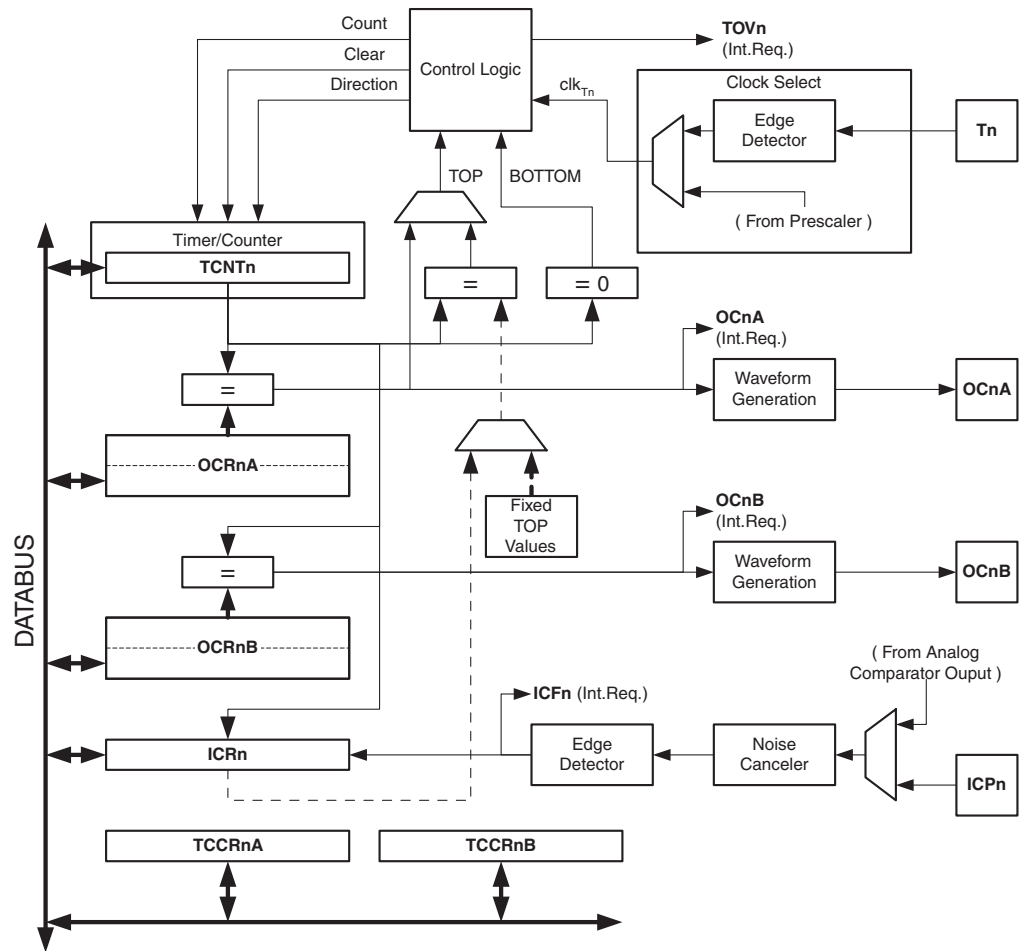 Count
Clear
Direction
Control Logic
TOVn
(Int.Req.)
clkTn
Clock Select
Edge
Detector
Tn
( From Prescaler )
TOP
BOTTOM
Timer/Counter
TCNTn
=
= 0
OCnA
(Int.Req.)
=
Waveform
Generation
OCnA
OCRnA
Fixed
TOP
Values
OCnB
(Int.Req.)
=
Waveform
Generation
OCnB
OCRnB
DATABUS
( From Analog
Comparator Ouput )
ICFn (Int.Req.)
ICRn
Edge
Detector
Noise
Canceler
ICPn
TCCRnA
TCCRnB